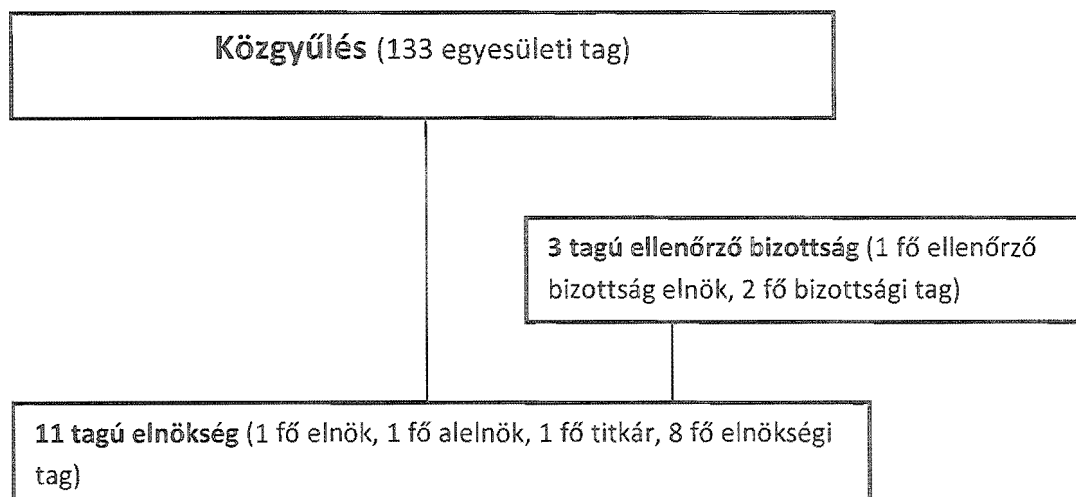 Közgyűlés (133 egyesületi tag)
3 tagú ellenőrző bizottság (1 fő ellenőrző
bizottság elnök, 2 fő bizottsági tag)
11 tagú elnökség (1 fő elnök, 1 fő alelnök, 1 fő titkár, 8 fő elnökségi
tag)